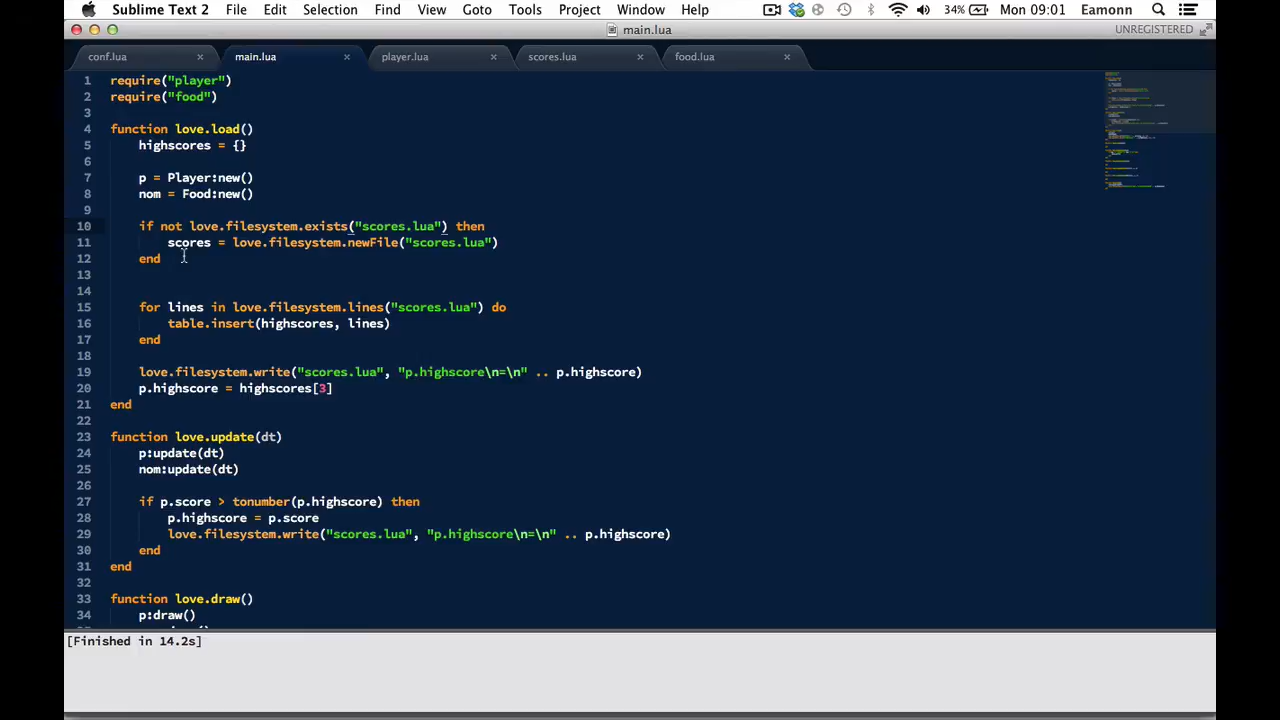 Sublime Text 2 File Edit Selection Find View Goto Tools Project Window Help 34% Mon 09:01 Eamonn
main.lua UNREGISTERED
conf.lua × main.lua × player.lua × scores.lua × food.lua ×
1 require("player")
2 require("food")
3
4 function love.load()
5 highscores = {}
6
7 p = Player:new()
8 nom = Food:new()
9
10 if not love.filesystem.exists("scores.lua") then
11 scores = love.filesystem.newFile("scores.lua")
12 end
13
14
15 for lines in love.filesystem.lines("scores.lua") do
16 table.insert(highscores, lines)
17 end
18
19 love.filesystem.write("scores.lua", "p.highscore\n=\n" .. p.highscore)
20 p.highscore = highscores[3]
21 end
22
23 function love.update(dt)
24 p:update(dt)
25 nom:update(dt)
26
27 if p.score > tonumber(p.highscore) then
28 p.highscore = p.score
29 love.filesystem.write("scores.lua", "p.highscore\n=\n" .. p.highscore)
30 end
31 end
32
33 function love.draw()
34 p:draw()
[Finished in 14.2s]